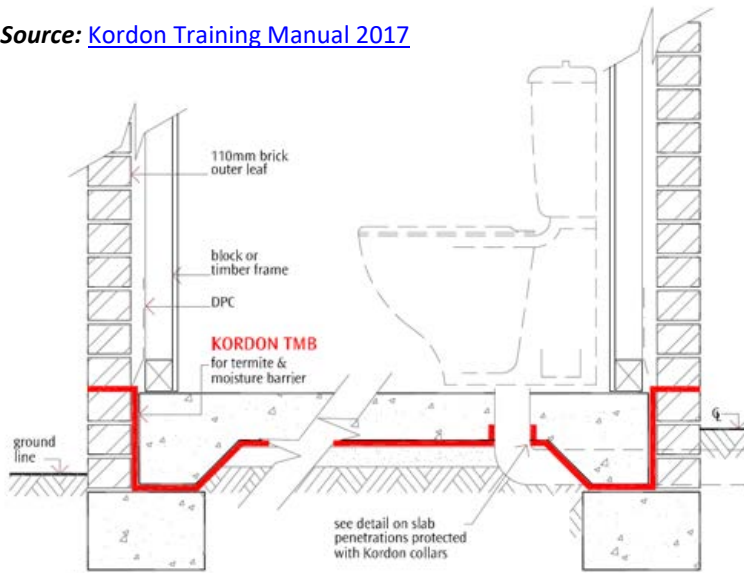 Source: Kordon Training Manual 2017
110mm brick
outer leaf
block or
timber frame
DPC
KORDON TMB
for termite &
moisture barrier
ground
line
see detail on slab
penetrations protected
with Kordon collars